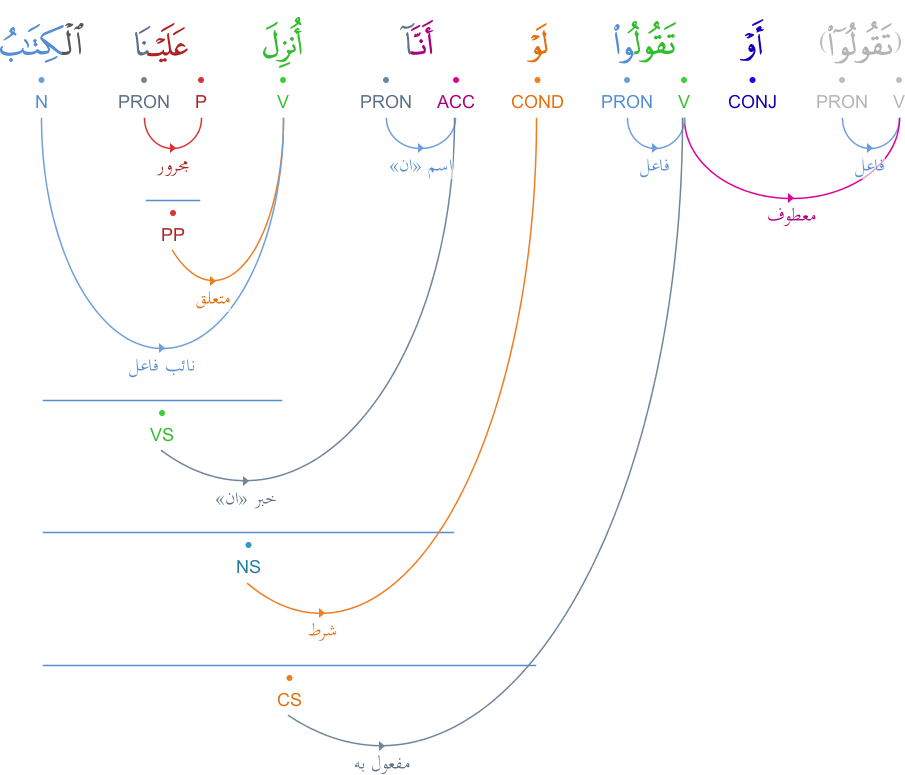 (تَقُولُوٓا۟) أَوْ تَقُولُوا۟ لَوْ أَنَّآ أُنزِلَ عَلَيْنَا ٱلْكِتَـٰبُ
V PRON CONJ V PRON COND ACC PRON V P PRON N
فاعل فاعل اسم «ان» مجرور
معطوف
PP
متعلق
نائب فاعل
VS
خبر «ان»
NS
شرط
CS
مفعول به